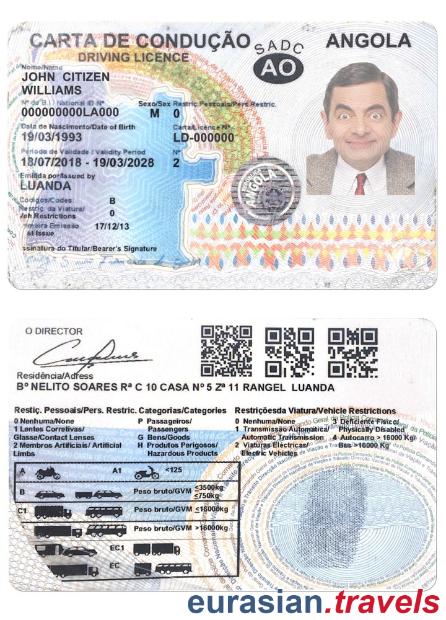 CARTA DE CONDUÇÃO SADC ANGOLA
DRIVING LICENCE AO
Nome/Name
JOHN CITIZEN
WILLIAMS
Nº do B.I./National ID Nº Sexo/Sex Restric. Pessoais/Pers. Restric.
000000000LA000 M 0
Data de Nascimento/Date of Birth Carta/Licence Nº
19/03/1993 LD-000000
Período de Validade / Validity Period Nº
18/07/2018 - 19/03/2028 2
Emitida por/Issued by
LUANDA
Códigos/Codes B
Restriç. da Viatura/
Veh Restrictions 0
Primeira Emissão 17/12/13
1st Issue
Assinatura do Titular/Bearer's Signature
ANGOLA
O DIRECTOR
Residência/Adress
Bº NELITO SOARES Rª C 10 CASA Nº 5 Zª 11 RANGEL LUANDA
Restiç. Pessoais/Pers. Restric. Categorias/Categories Restriçõesda Viatura/Vehicle Restrictions
0 Nenhuma/None P Passageiros/ 0 Nenhuma/None 3 Deficiente Físico/
1 Lentes Correlivas/ Passengers 1 Transmissão Automática/ Physically Disabled
Glasse/Contact Lenses G Bens/Goods Automatic Transmission 4 Autocarro >16000 Kg/
2 Membros Artificiais/ Artificial H Produtos Perigosos/ 2 Viaturas Electricas/ Bus >16000 Kg
Limbs Hazardous Products Electric Vehicles
A A1 <125
B Peso bruto/GVM ≤3500kg
≤750kg
C1 Peso bruto/GVM ≤16000kg
Peso bruto/GVM >16000kg
EC1
EC
eurasian.travels